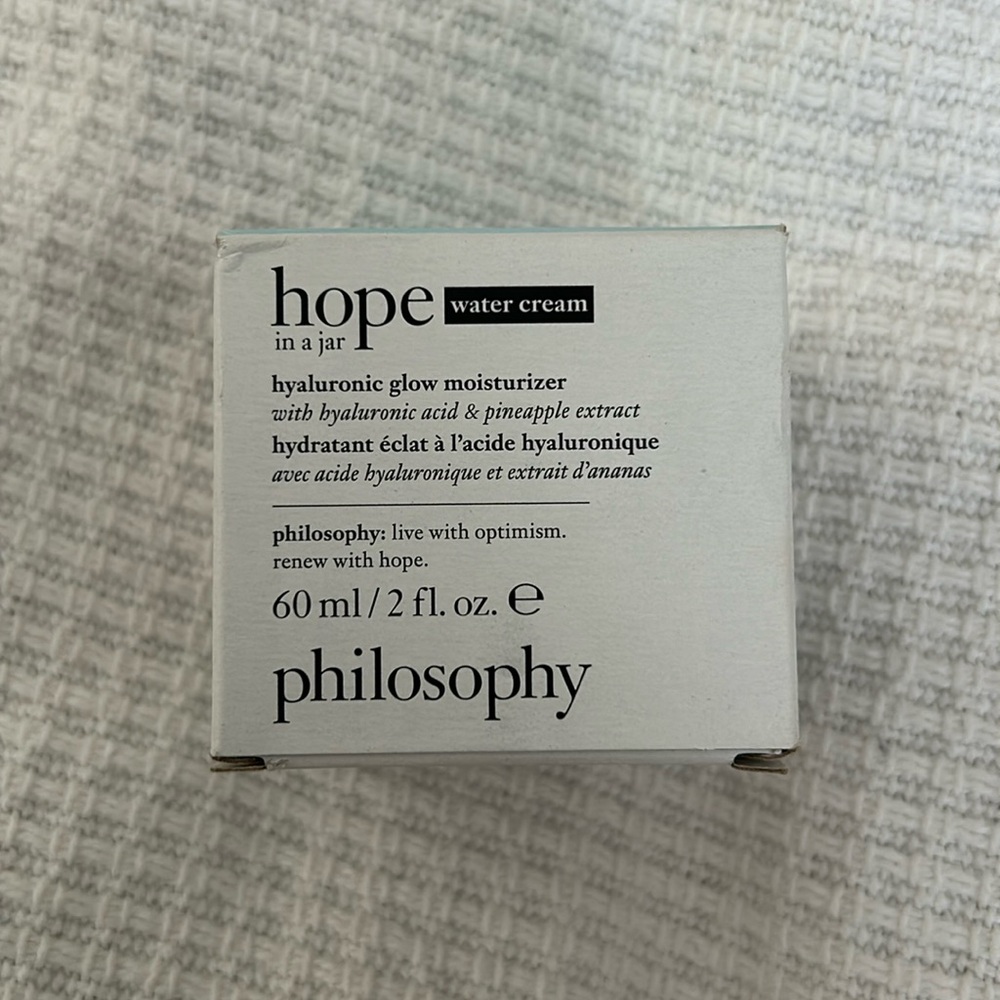 hope water cream
in a jar
hyaluronic glow moisturizer
with hyaluronic acid & pineapple extract
hydratant éclat à l'acide hyaluronique
avec acide hyaluronique et extrait d'ananas
philosophy: live with optimism.
renew with hope.
60 ml / 2 fl. oz. ℮
philosophy